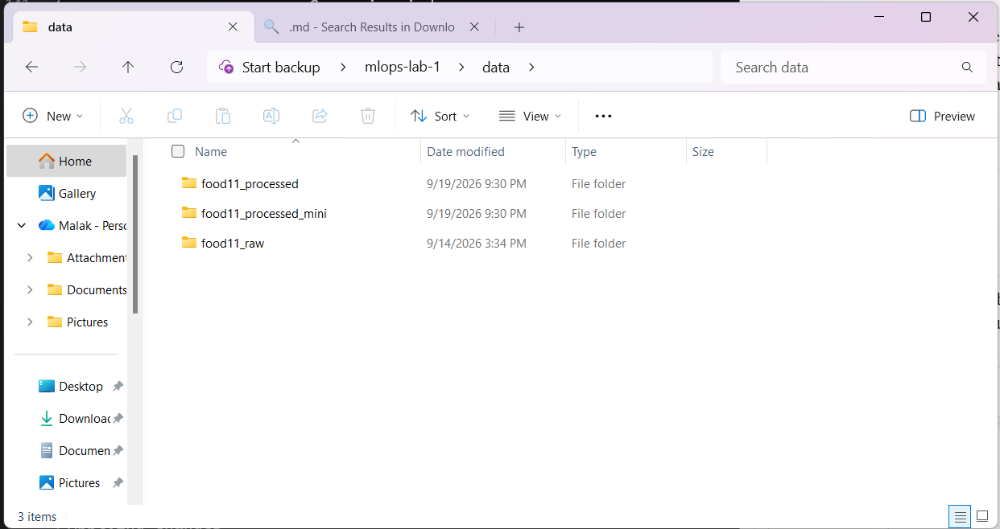 data
.md - Search Results in Downlo
Start backup > mlops-lab-1 > data >
Search data
New
Sort
View
Preview
Name Date modified Type Size
food11_processed 9/19/2026 9:30 PM File folder
food11_processed_mini 9/19/2026 9:30 PM File folder
food11_raw 9/14/2026 3:34 PM File folder
Home
Gallery
Malak - Perso
Attachment
Documents
Pictures
Desktop
Download
Documen
Pictures
3 items